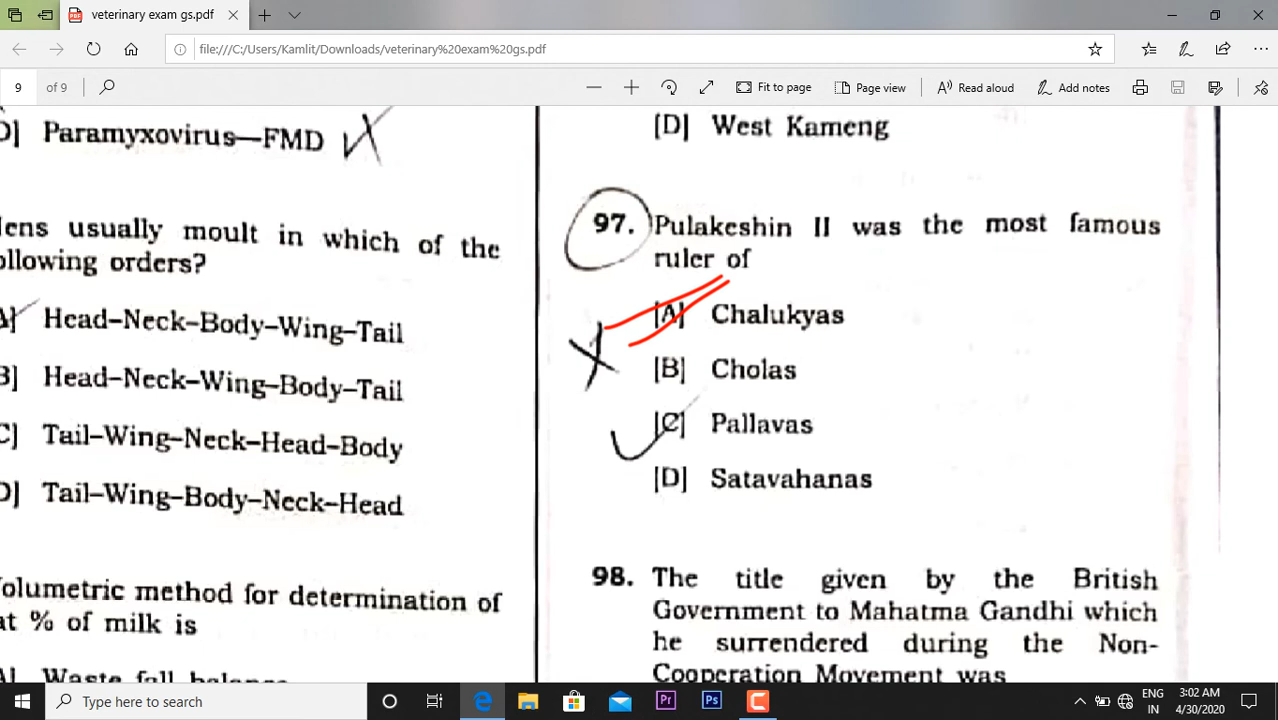 veterinary exam gs.pdf
file:///C:/Users/Kamlit/Downloads/veterinary%20exam%20gs.pdf
9 of 9
Fit to page
Page view
Read aloud
Add notes
D] Paramyxovirus—FMD
Hens usually moult in which of the
following orders?
A] Head–Neck–Body–Wing–Tail
B] Head–Neck–Wing–Body–Tail
C] Tail–Wing–Neck–Head–Body
D] Tail–Wing–Body–Neck–Head
Volumetric method for determination of
fat % of milk is
[D] West Kameng
97. Pulakeshin II was the most famous
ruler of
[A] Chalukyas
[B] Cholas
[C] Pallavas
[D] Satavahanas
98. The title given by the British
Government to Mahatma Gandhi which
he surrendered during the Non-
Cooperation Movement was
Type here to search
ENG
IN
3:02 AM
4/30/2020